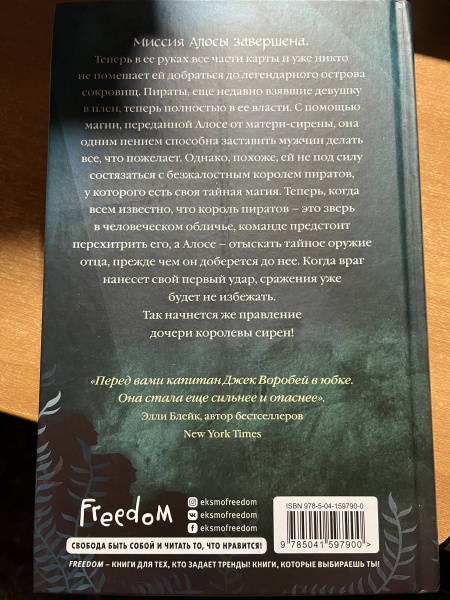 Миссия Алосы завершена.
Теперь в ее руках все части карты и уже никто
не помешает ей добраться до легендарного острова
сокровищ. Пираты, еще недавно взявшие девушку
в плен, теперь полностью в ее власти. С помощью
магии, переданной Алосе от матери-сирены, она
одним пением способна заставить мужчин делать
все, что пожелает. Однако, похоже, ей не под силу
состязаться с безжалостным королем пиратов,
у которого есть своя тайная магия. Теперь, когда
всем известно, что король пиратов – это зверь
в человеческом обличье, команде предстоит
перехитрить его, а Алосе – отыскать тайное оружие
отца, прежде чем он доберется до нее. Когда враг
нанесет свой первый удар, сражения уже
будет не избежать.
Так начнется же правление
дочери королевы сирен!
«Перед вами капитан Джек Воробей в юбке.
Она стала еще сильнее и опаснее».
Элли Блейк, автор бестселлеров
New York Times
FreedoM
eksmofreedom
eksmofreedom
eksmofreedom
СВОБОДА БЫТЬ СОБОЙ И ЧИТАТЬ ТО, ЧТО НРАВИТСЯ!
ISBN 978-5-04-159790-0
9 785041 597900 >
FREEDOM – КНИГИ ДЛЯ ТЕХ, КТО ЗАДАЕТ ТРЕНДЫ! КНИГИ, КОТОРЫЕ ВЫБИРАЕШЬ ТЫ!